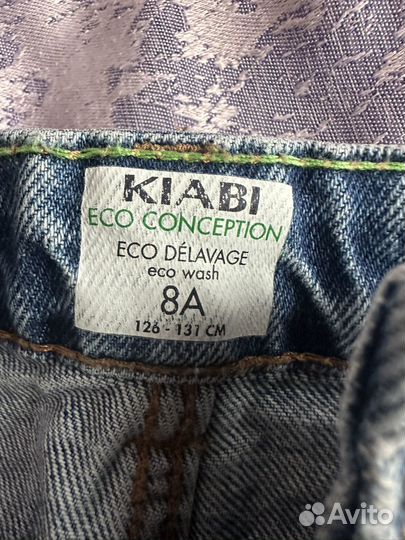 KIABI
ECO CONCEPTION
ECO DÉLAVAGE
eco wash
8A
126 - 131 CM
Avito